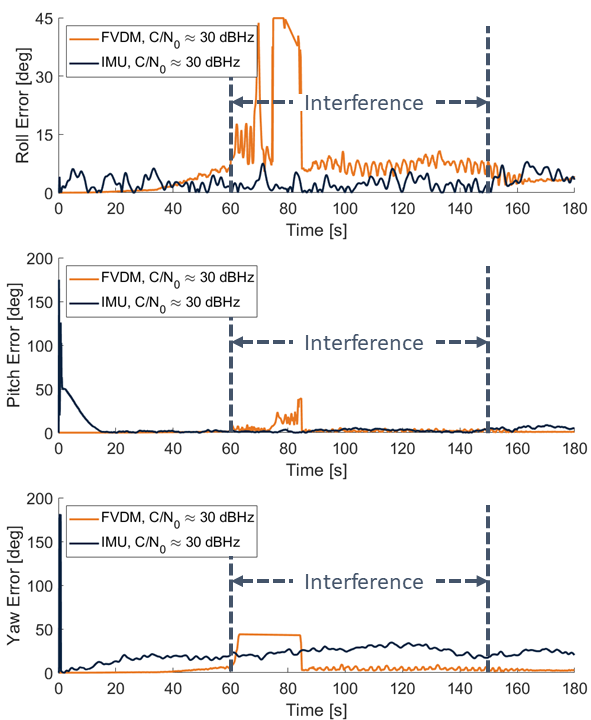 45
30
15
0
Roll Error [deg]
FVDM, C/N0 ≈ 30 dBHz
IMU, C/N0 ≈ 30 dBHz
Interference
0 20 40 60 80 100 120 140 160 180
Time [s]
200
150
100
50
0
Pitch Error [deg]
FVDM, C/N0 ≈ 30 dBHz
IMU, C/N0 ≈ 30 dBHz
Interference
0 20 40 60 80 100 120 140 160 180
Time [s]
200
150
100
50
0
Yaw Error [deg]
FVDM, C/N0 ≈ 30 dBHz
IMU, C/N0 ≈ 30 dBHz
Interference
0 20 40 60 80 100 120 140 160 180
Time [s]